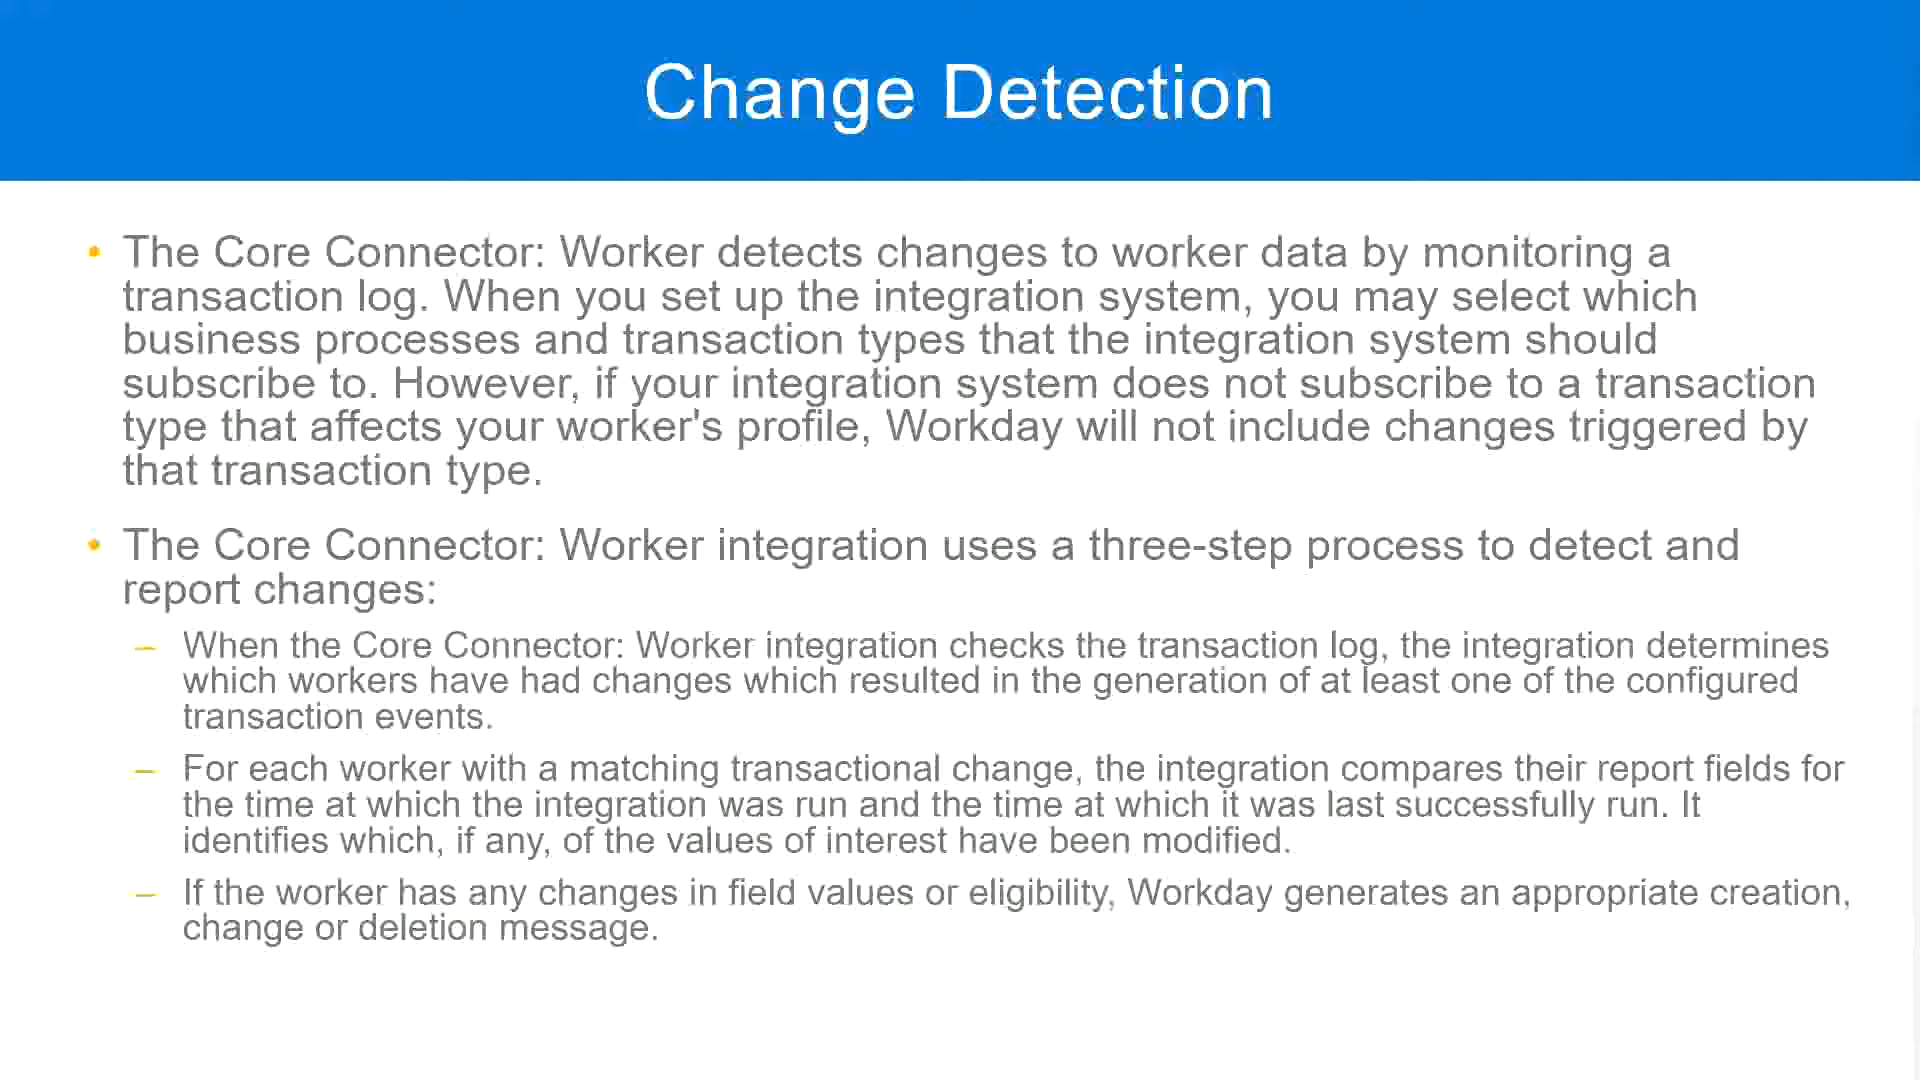 Change Detection
• The Core Connector: Worker detects changes to worker data by monitoring a
transaction log. When you set up the integration system, you may select which
business processes and transaction types that the integration system should
subscribe to. However, if your integration system does not subscribe to a transaction
type that affects your worker's profile, Workday will not include changes triggered by
that transaction type.
• The Core Connector: Worker integration uses a three-step process to detect and
report changes:
– When the Core Connector: Worker integration checks the transaction log, the integration determines
which workers have had changes which resulted in the generation of at least one of the configured
transaction events.
– For each worker with a matching transactional change, the integration compares their report fields for
the time at which the integration was run and the time at which it was last successfully run. It
identifies which, if any, of the values of interest have been modified.
– If the worker has any changes in field values or eligibility, Workday generates an appropriate creation,
change or deletion message.